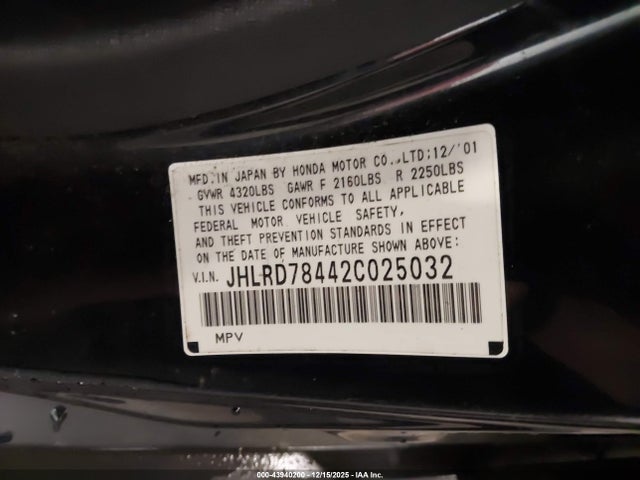 MFD.IN JAPAN BY HONDA MOTOR CO.,LTD;12/'01
GVWR 4320LBS GAWR F 2160LBS R 2250LBS
THIS VEHICLE CONFORMS TO ALL APPLICABLE
FEDERAL MOTOR VEHICLE SAFETY,
AND THEFT PREVENTION STANDARDS IN EFFECT
ON THE DATE OF MANUFACTURE SHOWN ABOVE:
V.I.N. JHLRD78442C025032
MPV
000-43940200 - 12/15/2025 - IAA Inc.